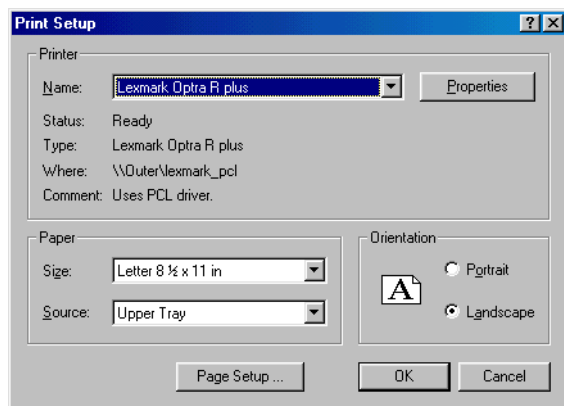 Print Setup
Printer
Name: Lexmark Optra R plus Properties
Status: Ready
Type: Lexmark Optra R plus
Where: \\Outer\lexmark_pcl
Comment: Uses PCL driver.
Paper
Size: Letter 8 ½ x 11 in
Source: Upper Tray
Orientation
A
Portrait
Landscape
Page Setup ... OK Cancel